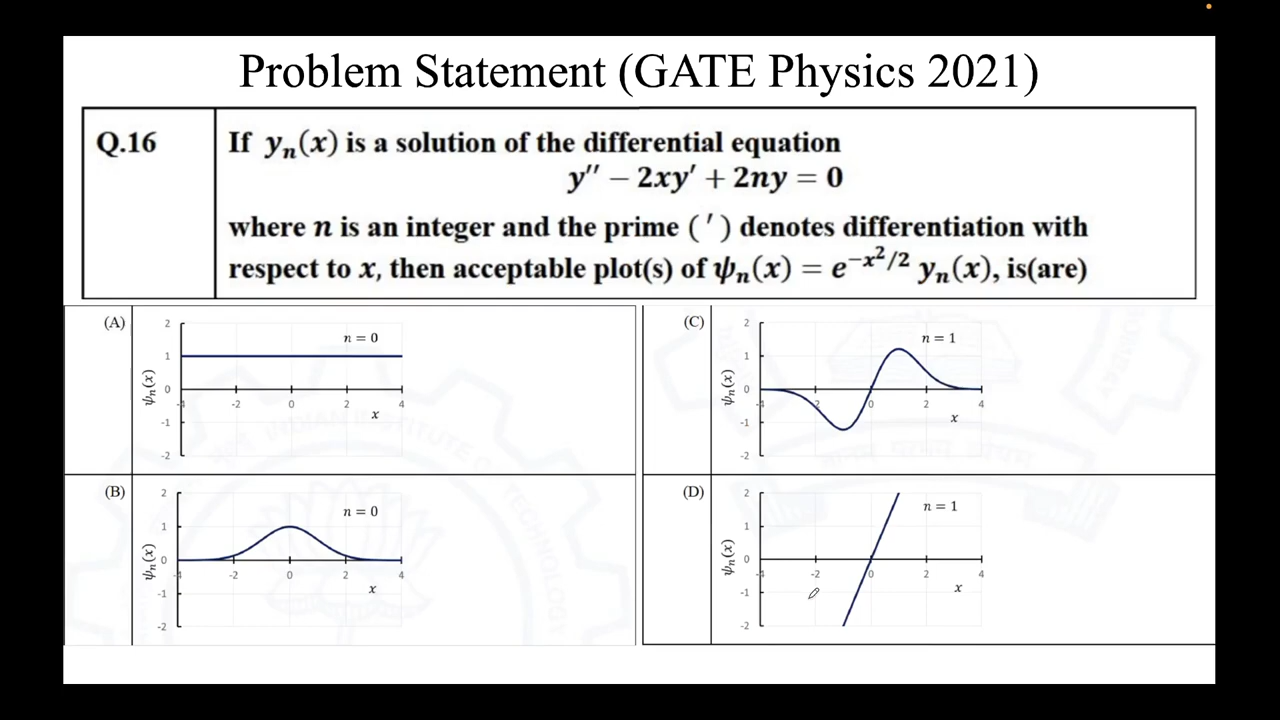 Problem Statement (GATE Physics 2021)
Q.16
If yₙ(x) is a solution of the differential equation
y″ − 2xy′ + 2ny = 0
where n is an integer and the prime (′) denotes differentiation with
respect to x, then acceptable plot(s) of ψₙ(x) = e^(−x²/2) yₙ(x), is(are)
(A)
ψₙ(x)
2
1
0
-1
-2
n = 0
-4 -2 0 2 4
x
(B)
ψₙ(x)
2
1
0
-1
-2
n = 0
-4 -2 0 2 4
x
(C)
ψₙ(x)
2
1
0
-1
-2
n = 1
-4 -2 0 2 4
x
(D)
ψₙ(x)
2
1
0
-1
-2
n = 1
-4 -2 0 2 4
x
INDIAN INSTITUTE O
TECHNOLOGY